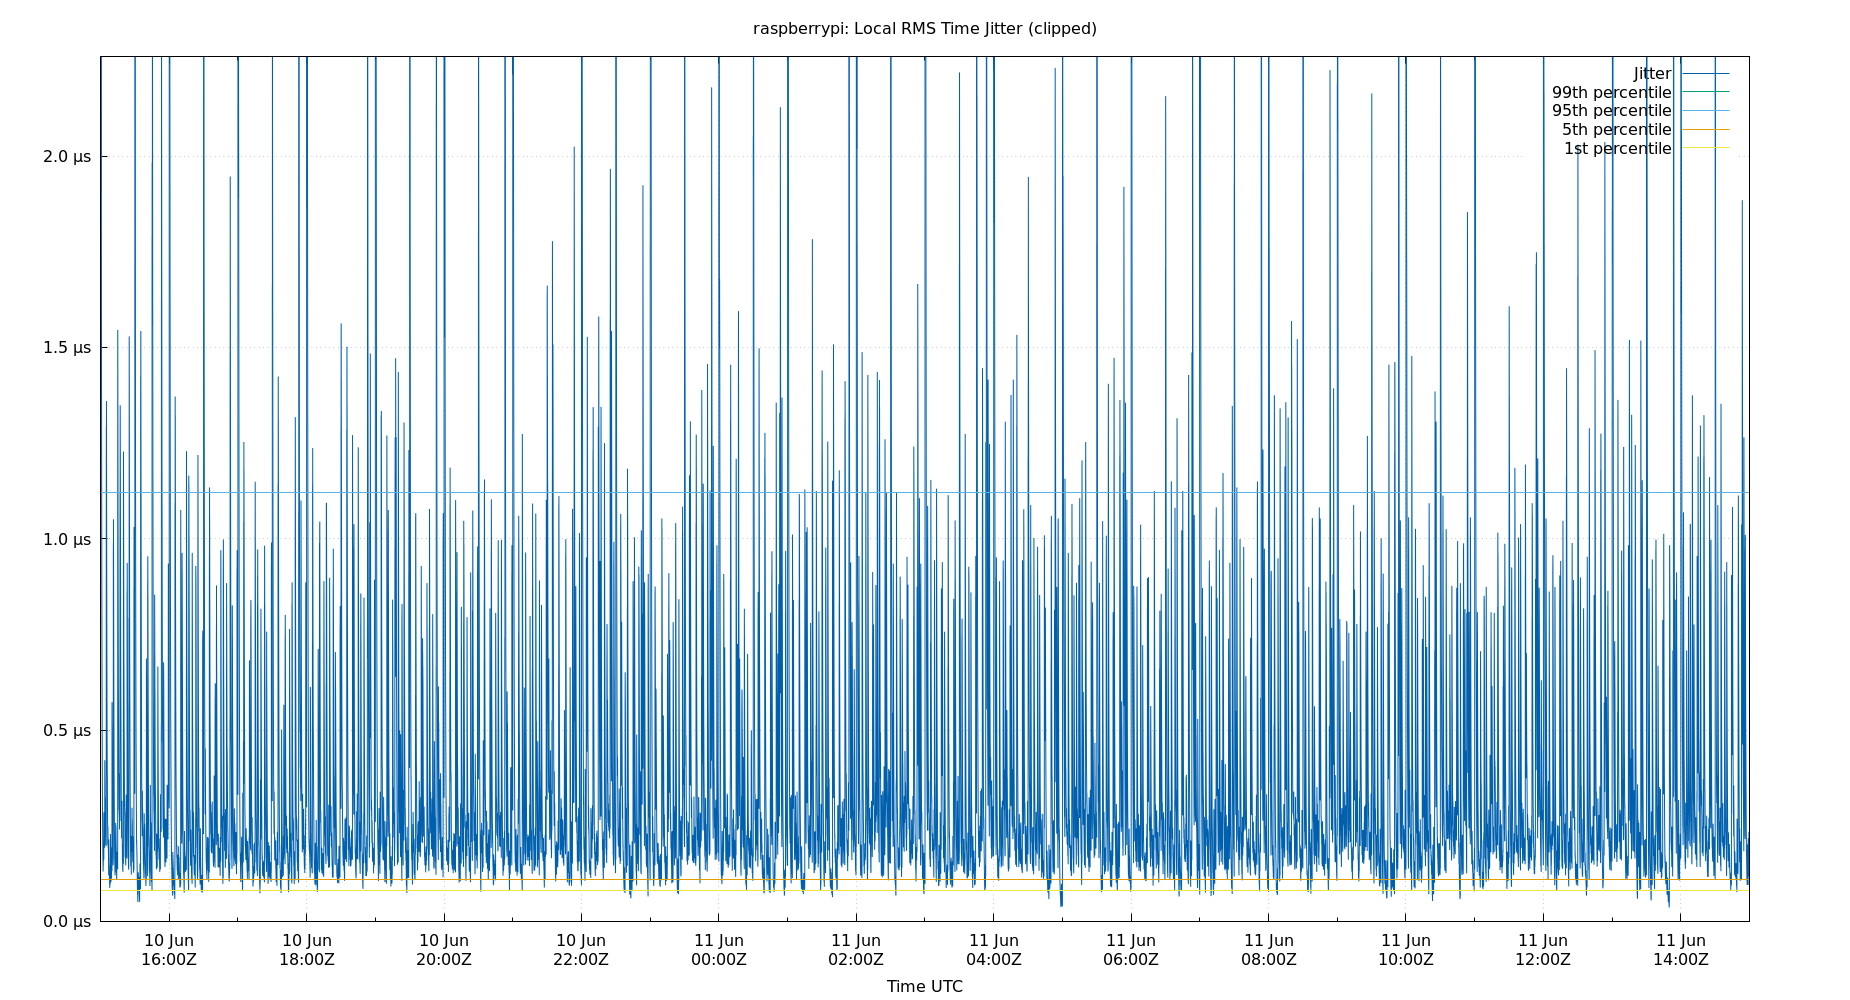 raspberrypi: Local RMS Time Jitter (clipped)
Jitter
99th percentile
95th percentile
5th percentile
1st percentile
2.0 μs
1.5 μs
1.0 μs
0.5 μs
0.0 μs
10 Jun 10 Jun 10 Jun 10 Jun 11 Jun 11 Jun 11 Jun 11 Jun 11 Jun 11 Jun 11 Jun 11 Jun
16:00Z 18:00Z 20:00Z 22:00Z 00:00Z 02:00Z 04:00Z 06:00Z 08:00Z 10:00Z 12:00Z 14:00Z
Time UTC